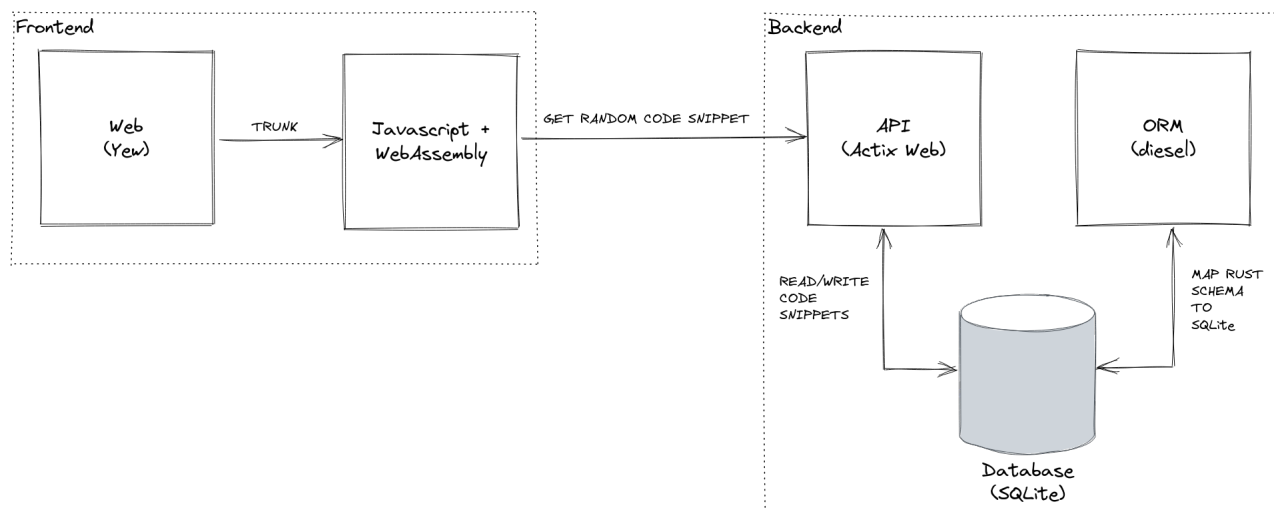 Frontend
Web
(Yew)
TRUNK
Javascript +
WebAssembly
GET RANDOM CODE SNIPPET
Backend
API
(Actix Web)
ORM
(diesel)
READ/WRITE
CODE
SNIPPETS
MAP RUST
SCHEMA
TO
SQLite
Database
(SQLite)